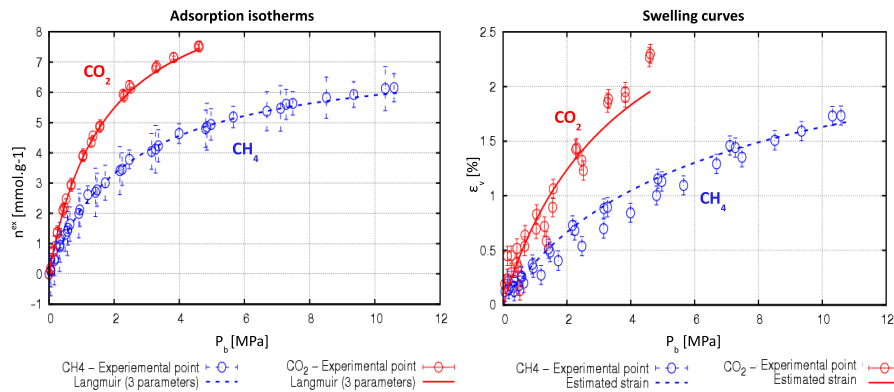 Adsorption isotherms
8
7
6
5
4
3
2
1
0
-1
0
2
4
6
8
10
12
n^ex [mmol.g-1]
CO2
CH4
P_b [MPa]
CH4 – Experiemental point
CO2 – Experimental point
Langmuir (3 parameters)
Langmuir (3 parameters)
Swelling curves
2.5
2
1.5
1
0.5
0
0
2
4
6
8
10
12
ε_v [%]
CO2
CH4
P_b [MPa]
CH4 – Experimental point
CO2 – Experimental point
Estimated strain
Estimated strain